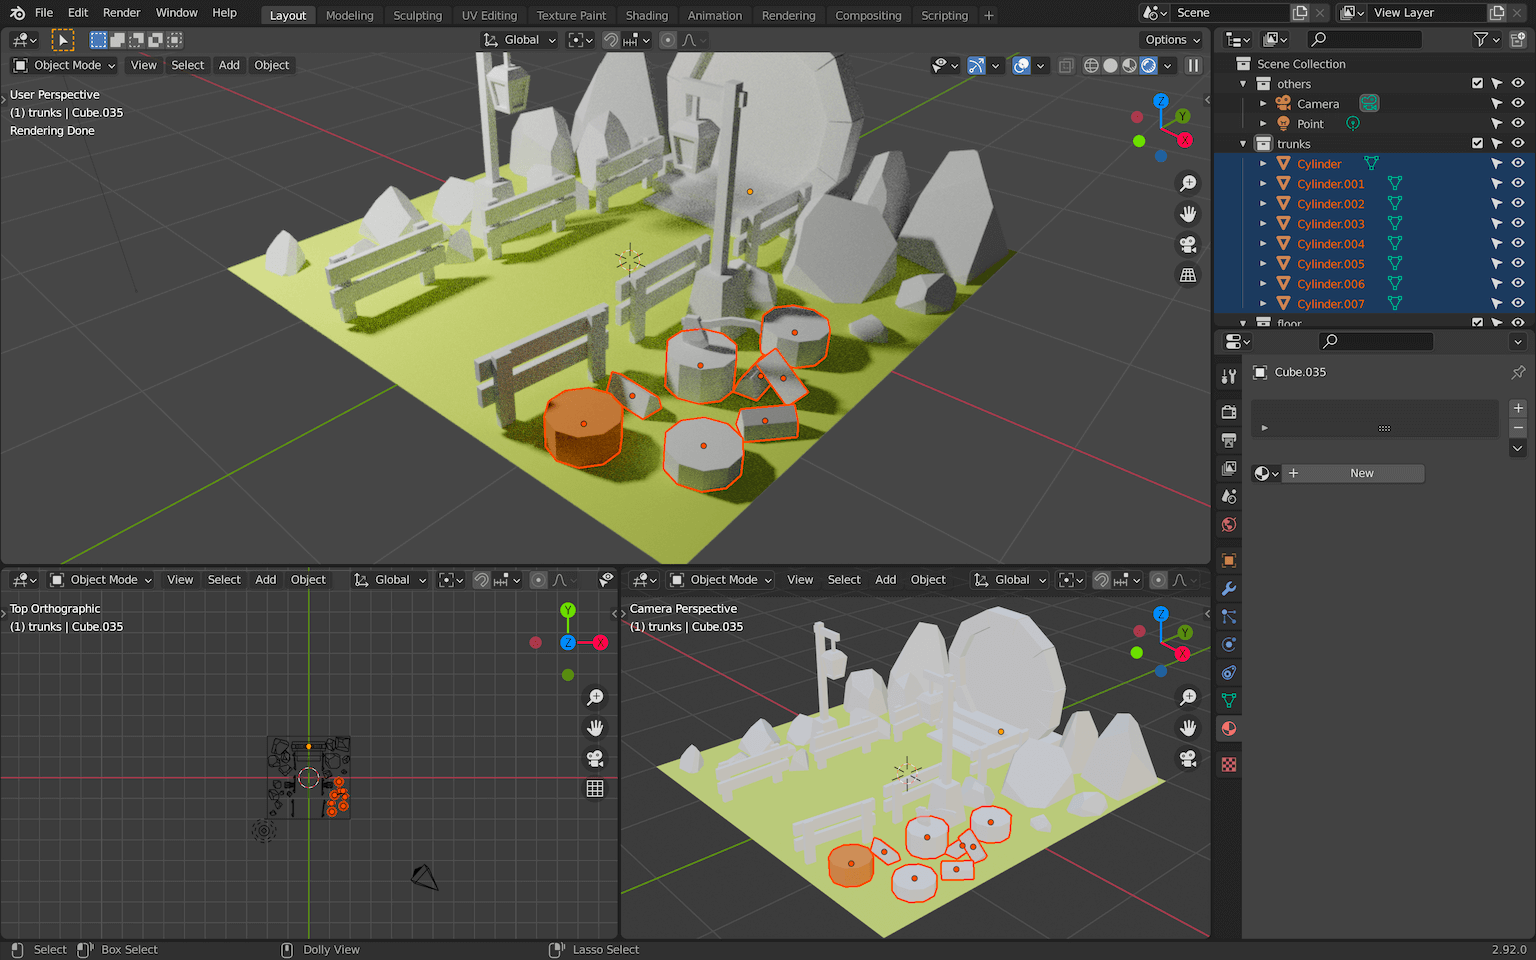 File Edit Render Window Help
Layout Modeling Sculpting UV Editing Texture Paint Shading Animation Rendering Compositing Scripting +
Scene
View Layer
Global
Options
Object Mode View Select Add Object
User Perspective
(1) trunks | Cube.035
Rendering Done
Z
Y
X
Scene Collection
others
Camera
Point
trunks
Cylinder
Cylinder.001
Cylinder.002
Cylinder.003
Cylinder.004
Cylinder.005
Cylinder.006
Cylinder.007
floor
Cube.035
New
Object Mode View Select Add Object Global
Top Orthographic
(1) trunks | Cube.035
Y
Z
X
Object Mode View Select Add Object Global
Camera Perspective
(1) trunks | Cube.035
Z
Y
X
Select Box Select Dolly View Lasso Select 2.92.0